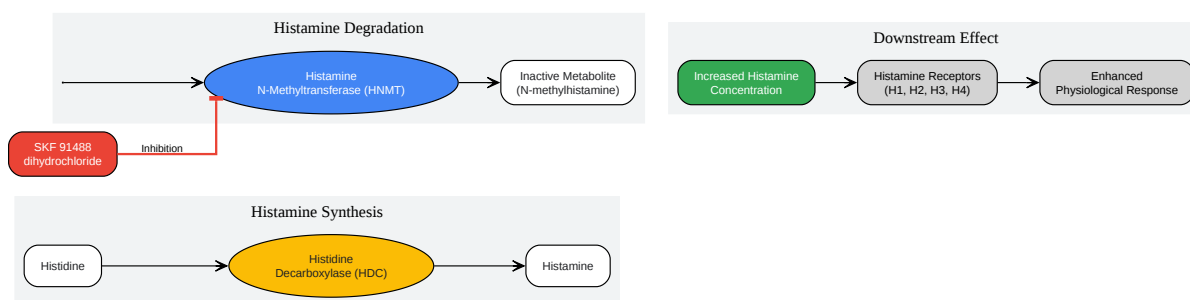 Histamine Degradation
Histamine
N-Methyltransferase (HNMT)
Inactive Metabolite
(N-methylhistamine)
SKF 91488
dihydrochloride
Inhibition
Downstream Effect
Increased Histamine
Concentration
Histamine Receptors
(H1, H2, H3, H4)
Enhanced
Physiological Response
Histamine Synthesis
Histidine
Histidine
Decarboxylase (HDC)
Histamine